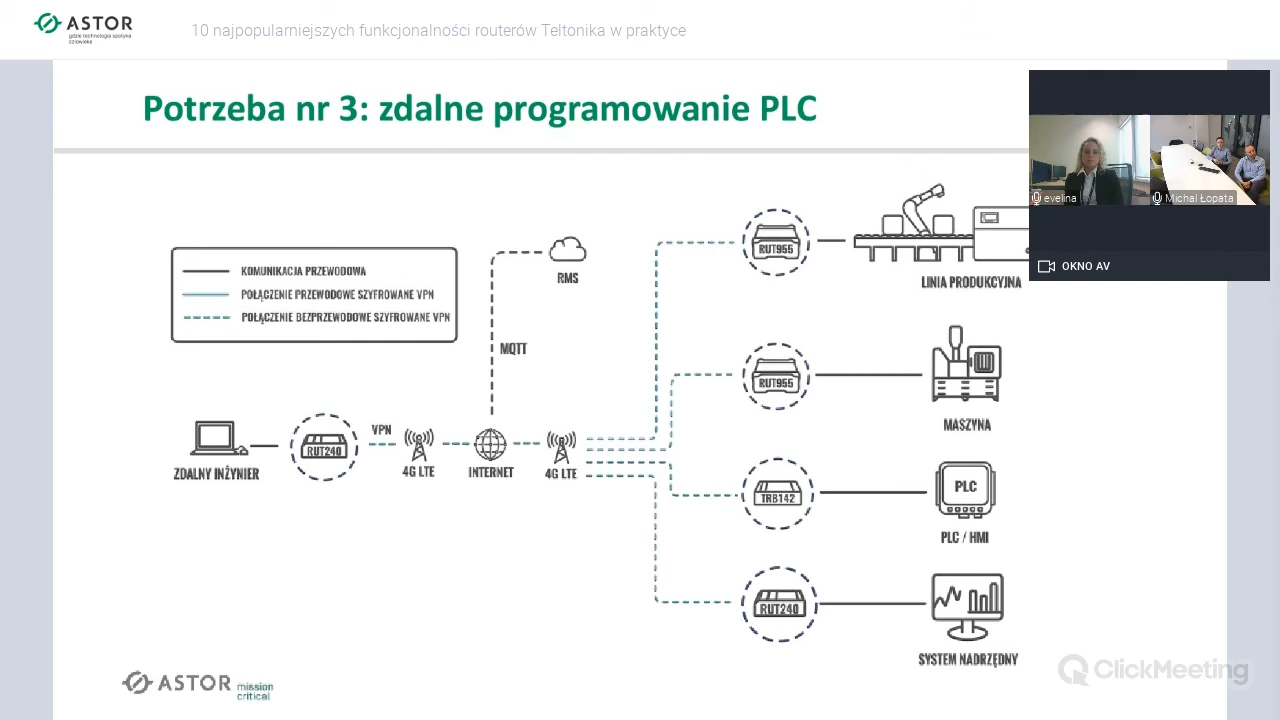 ASTOR
gdzie technologia spotyka
człowieka
10 najpopularniejszych funkcjonalności routerów Teltonika w praktyce
Potrzeba nr 3: zdalne programowanie PLC
evelina
Michal Łopata
OKNO AV
KOMUNIKACJA PRZEWODOWA
POŁĄCZENIE PRZEWODOWE SZYFROWANE VPN
POŁĄCZENIE BEZPRZEWODOWE SZYFROWANE VPN
RMS
MQTT
RUT955
LINIA PRODUKCYJNA
RUT955
MASZYNA
ZDALNY INŻYNIER
RUT240
VPN
4G LTE
INTERNET
4G LTE
TRB142
PLC
PLC / HMI
RUT240
SYSTEM NADRZĘDNY
ASTOR mission
critical
ClickMeeting